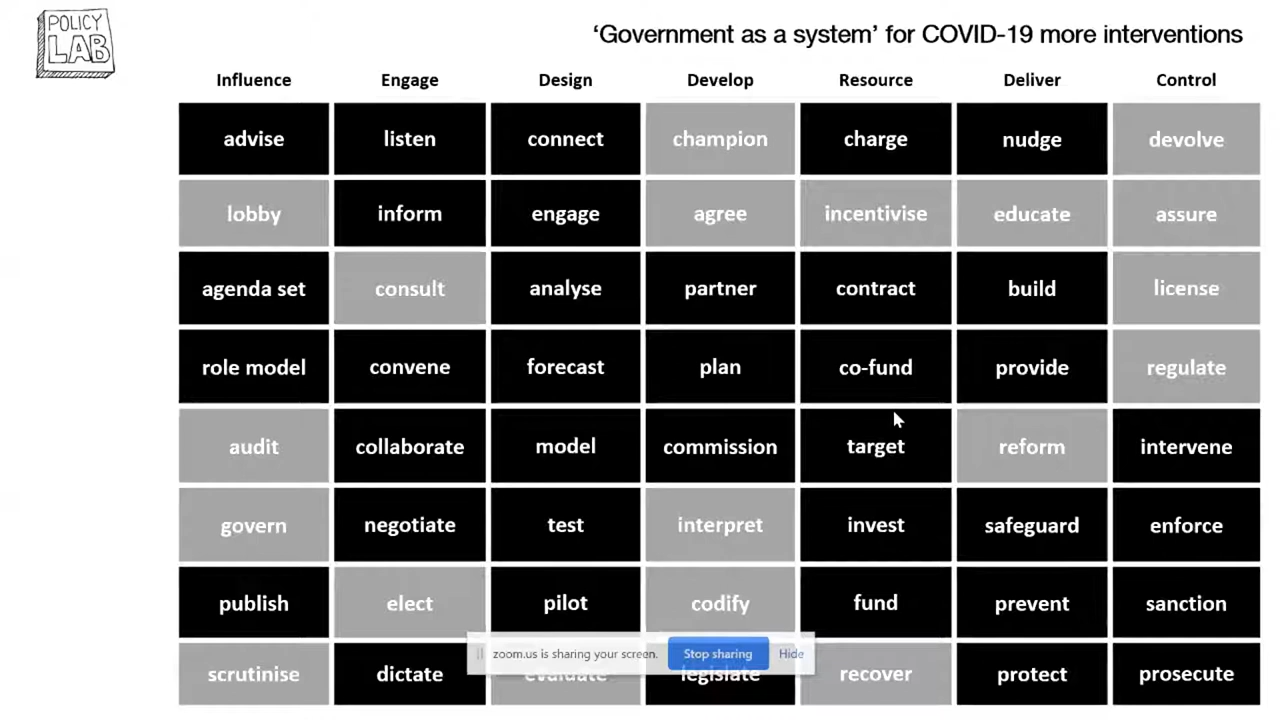 POLICY
LAB
‘Government as a system’ for COVID-19 more interventions
Influence Engage Design Develop Resource Deliver Control
advise listen connect champion charge nudge devolve
lobby inform engage agree incentivise educate assure
agenda set consult analyse partner contract build license
role model convene forecast plan co-fund provide regulate
audit collaborate model commission target reform intervene
govern negotiate test interpret invest safeguard enforce
publish elect pilot codify fund prevent sanction
zoom.us is sharing your screen. Stop sharing Hide
scrutinise dictate evaluate legislate recover protect prosecute